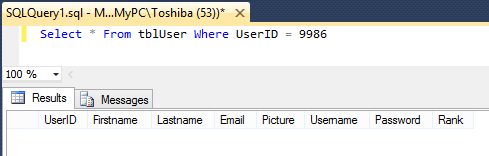 SQLQuery1.sql - M...MyPC\Toshiba (53))*
Select * From tblUser Where UserID = 9986
100 %
Results Messages
UserID Firstname Lastname Email Picture Username Password Rank